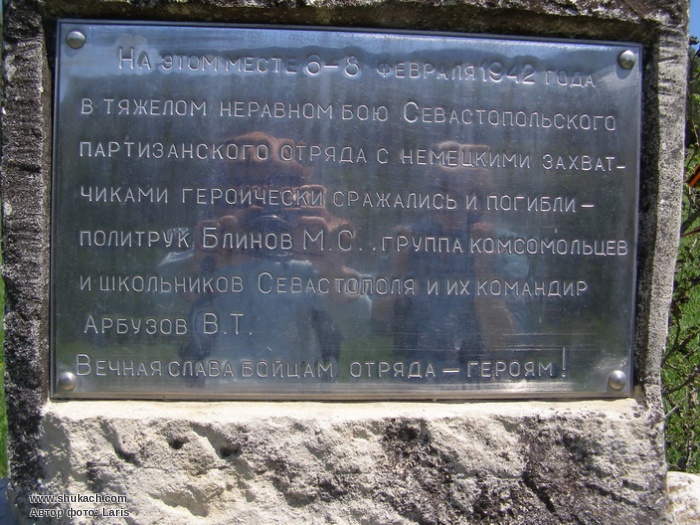 На этом месте 6-8 февраля 1942 года
в тяжелом неравном бою Севастопольского
партизанского отряда с немецкими захват-
чиками героически сражались и погибли –
политрук Блинов М.С., группа комсомольцев
и школьников Севастополя и их командир
Арбузов В.Т.
Вечная слава бойцам отряда – героям!
www.shukach.com
Автор фото: Laris